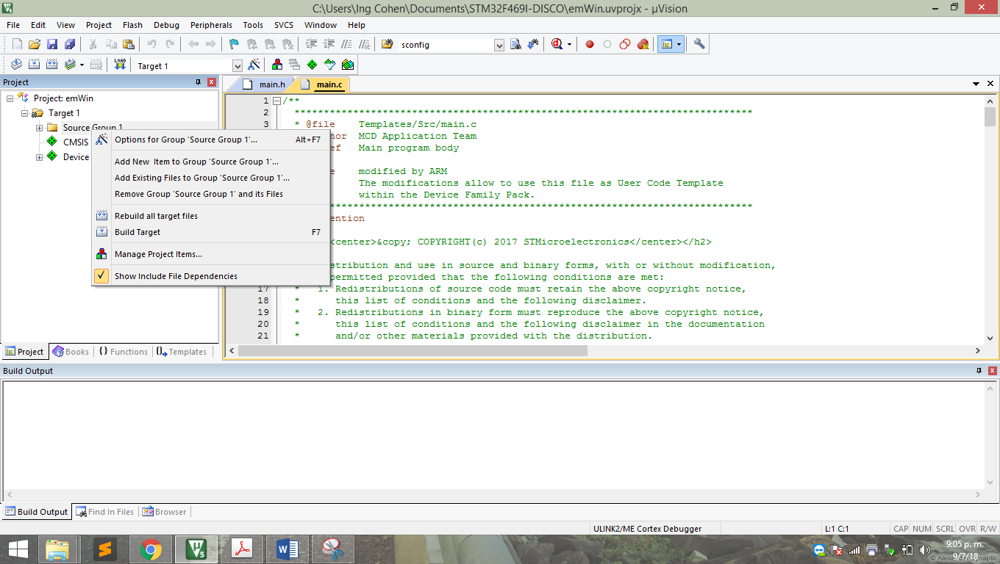 C:\Users\Ing Cohen\Documents\STM32F469I-DISCO\emWin.uvprojx - µVision
File Edit View Project Flash Debug Peripherals Tools SVCS Window Help
sconfig
LOAD Target 1
Project
main.h main.c
Project: emWin
Target 1
Source Group 1
CMSIS
Device
Options for Group 'Source Group 1'... Alt+F7
Add New Item to Group 'Source Group 1'...
Add Existing Files to Group 'Source Group 1'...
Remove Group 'Source Group 1' and its Files
Rebuild all target files
Build Target F7
Manage Project Items...
Show Include File Dependencies
1 /**
2 ******************************************************************************
3 * @file Templates/Src/main.c
hor MCD Application Team
ef Main program body
e modified by ARM
The modifications allow to use this file as User Code Template
within the Device Family Pack.
******************************************************************************
ention
<center>&copy; COPYRIGHT(c) 2017 STMicroelectronics</center></h2>
stribution and use in source and binary forms, with or without modification,
permitted provided that the following conditions are met:
17 * 1. Redistributions of source code must retain the above copyright notice,
18 * this list of conditions and the following disclaimer.
19 * 2. Redistributions in binary form must reproduce the above copyright notice,
20 * this list of conditions and the following disclaimer in the documentation
21 * and/or other materials provided with the distribution.
Project Books {} Functions Templates
Build Output
Build Output Find In Files Browser
ULINK2/ME Cortex Debugger L:1 C:1 CAP NUM SCRL OVR R/W
9:05 p. m.
9/7/18